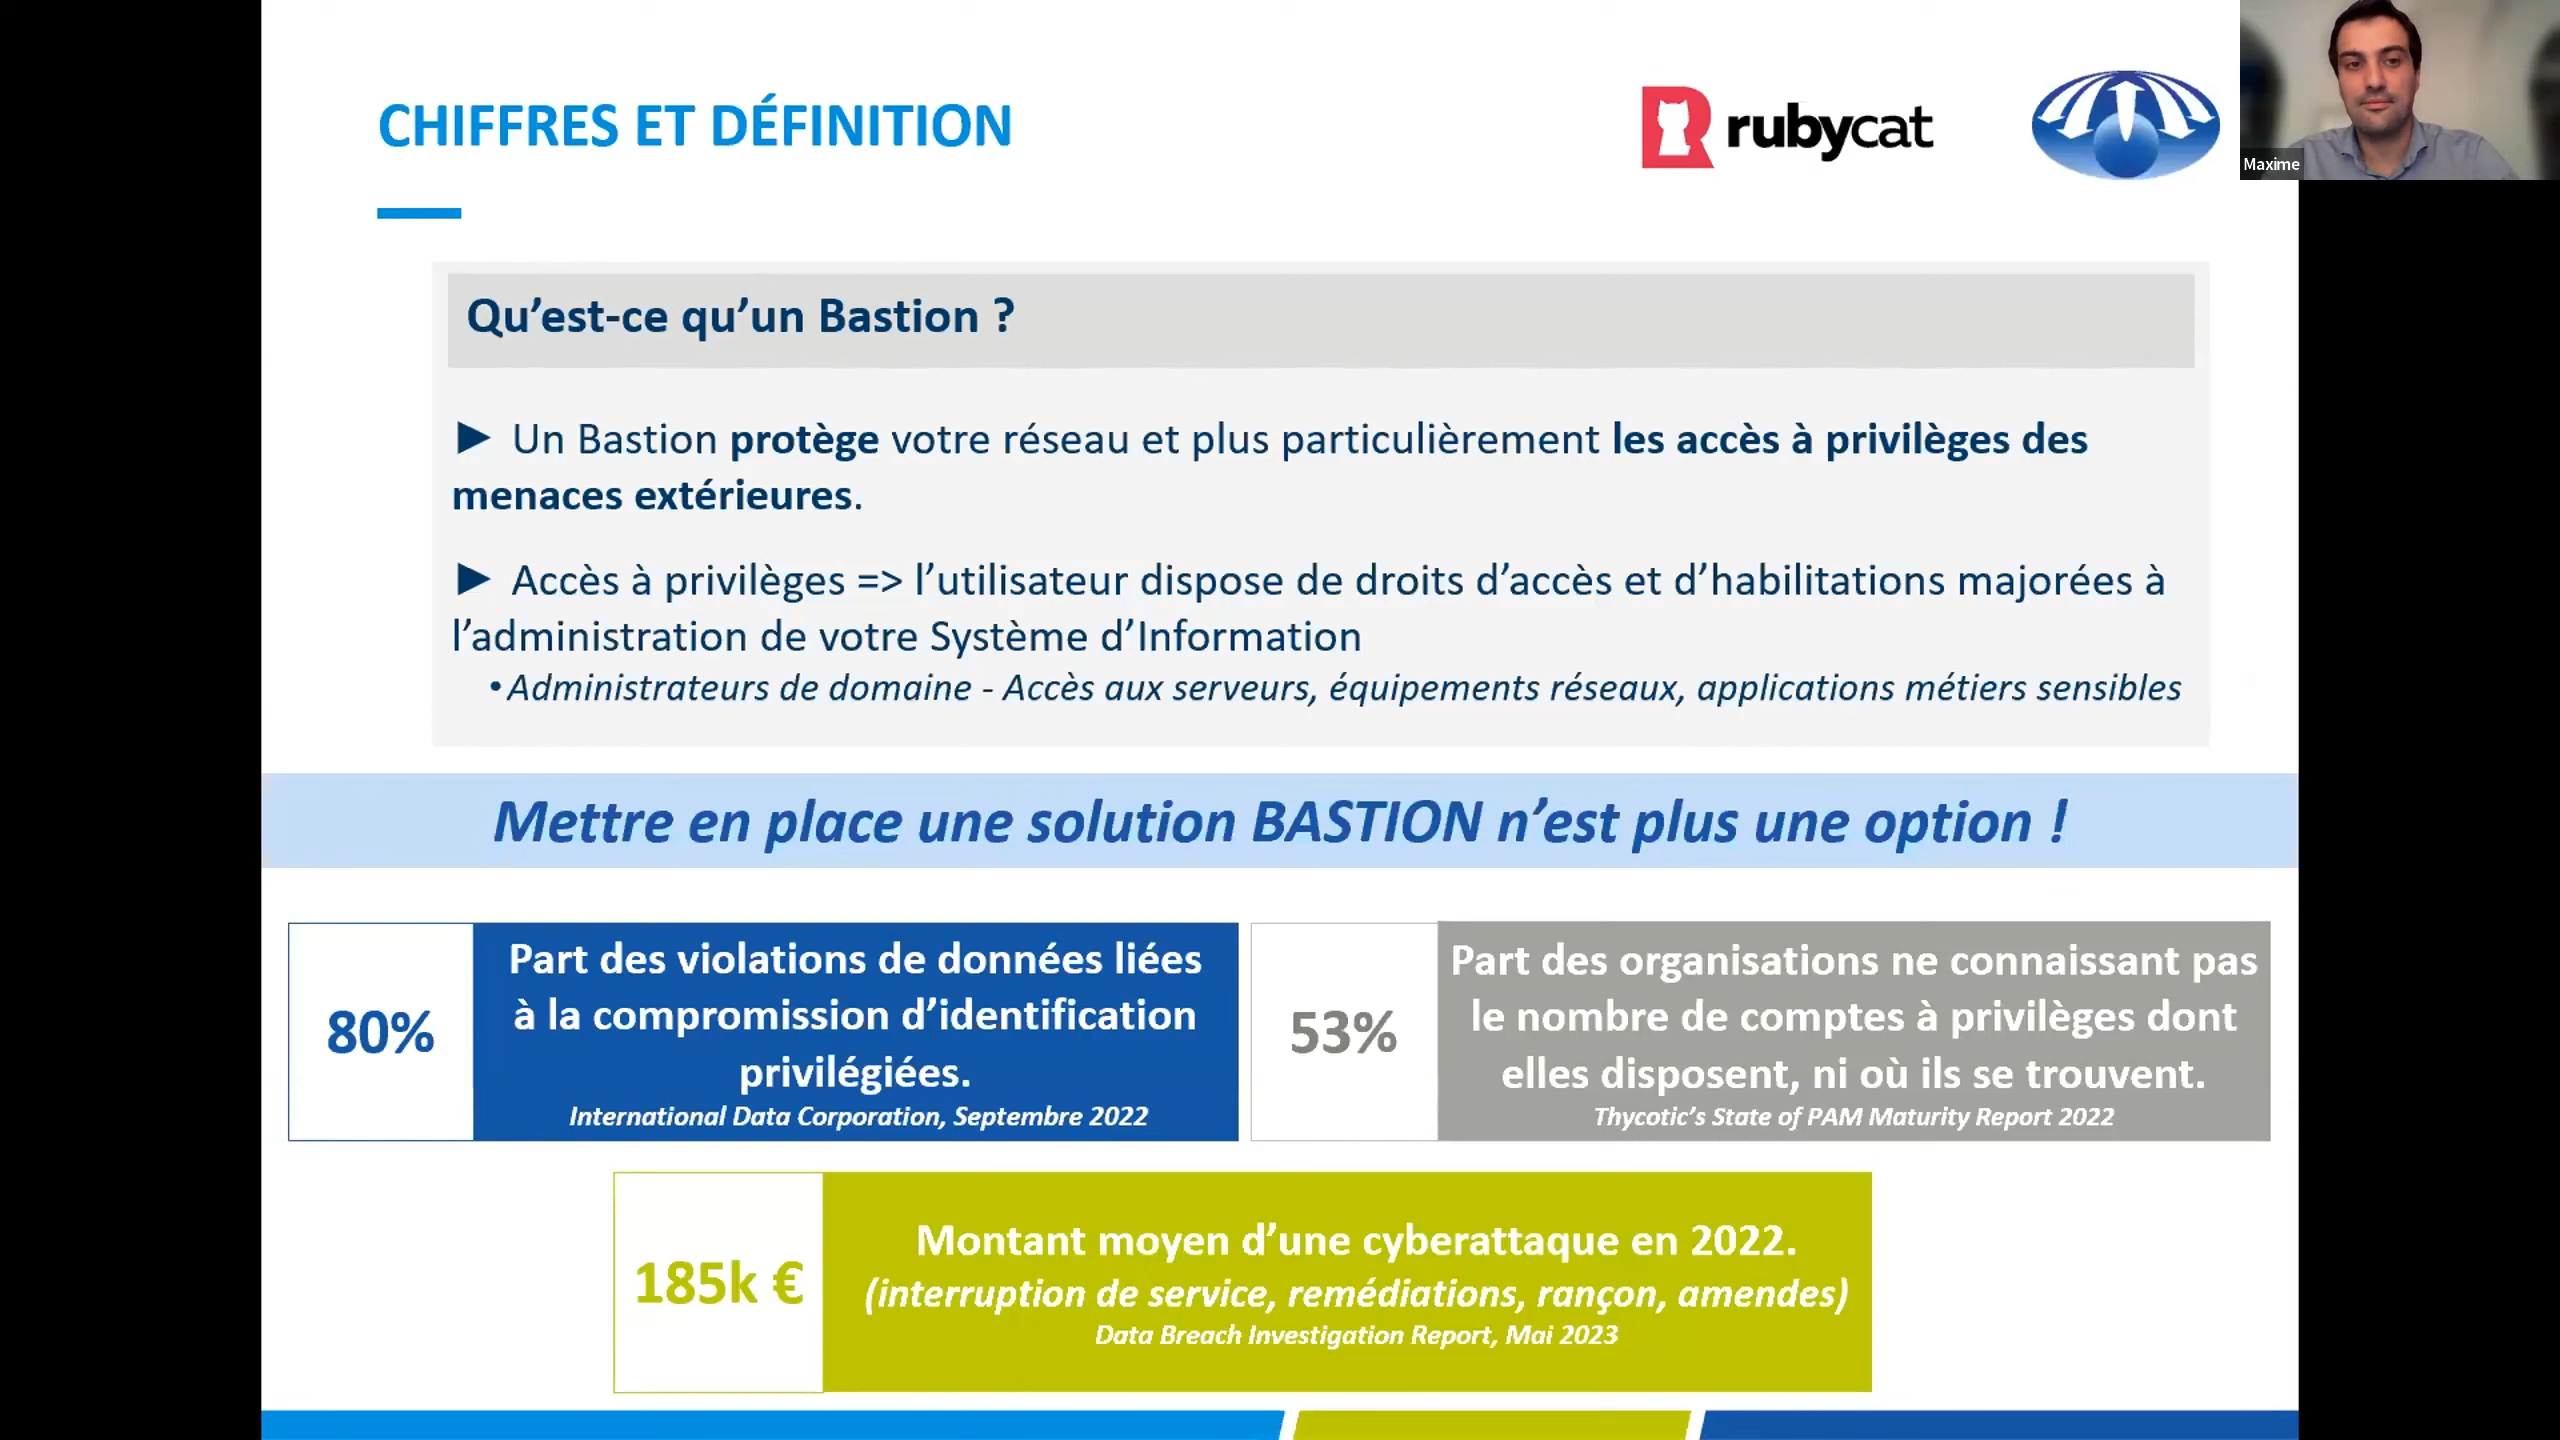 CHIFFRES ET DÉFINITION
rubycat
Maxime
Qu’est-ce qu’un Bastion ?
► Un Bastion protège votre réseau et plus particulièrement les accès à privilèges des
menaces extérieures.
► Accès à privilèges => l’utilisateur dispose de droits d’accès et d’habilitations majorées à
l’administration de votre Système d’Information
• Administrateurs de domaine - Accès aux serveurs, équipements réseaux, applications métiers sensibles
Mettre en place une solution BASTION n’est plus une option !
80%
Part des violations de données liées
à la compromission d’identification
privilégiées.
International Data Corporation, Septembre 2022
53%
Part des organisations ne connaissant pas
le nombre de comptes à privilèges dont
elles disposent, ni où ils se trouvent.
Thycotic’s State of PAM Maturity Report 2022
185k €
Montant moyen d’une cyberattaque en 2022.
(interruption de service, remédiations, rançon, amendes)
Data Breach Investigation Report, Mai 2023